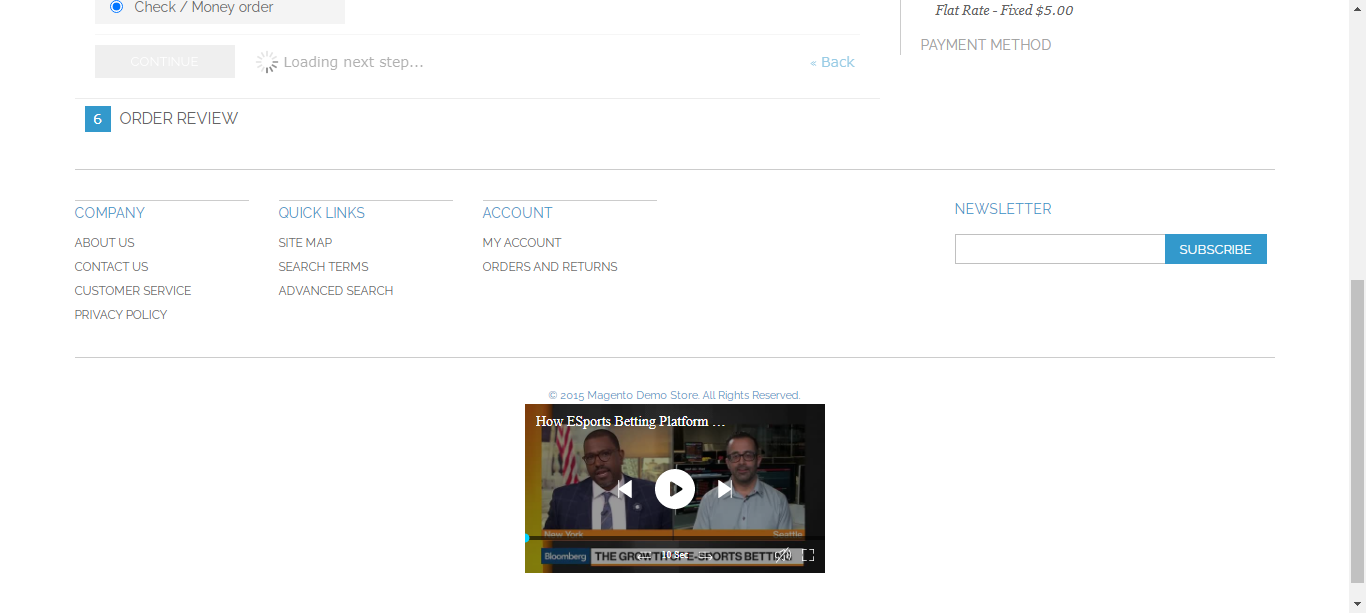 Check / Money order
Flat Rate - Fixed $5.00
PAYMENT METHOD
CONTINUE
Loading next step...
« Back
6 ORDER REVIEW
COMPANY
ABOUT US
CONTACT US
CUSTOMER SERVICE
PRIVACY POLICY
QUICK LINKS
SITE MAP
SEARCH TERMS
ADVANCED SEARCH
ACCOUNT
MY ACCOUNT
ORDERS AND RETURNS
NEWSLETTER
SUBSCRIBE
© 2015 Magento Demo Store. All Rights Reserved.
How ESports Betting Platform ...
New York
Seattle
Bloomberg
THE GROWTH OF E-SPORTS BETTING
10 Sec